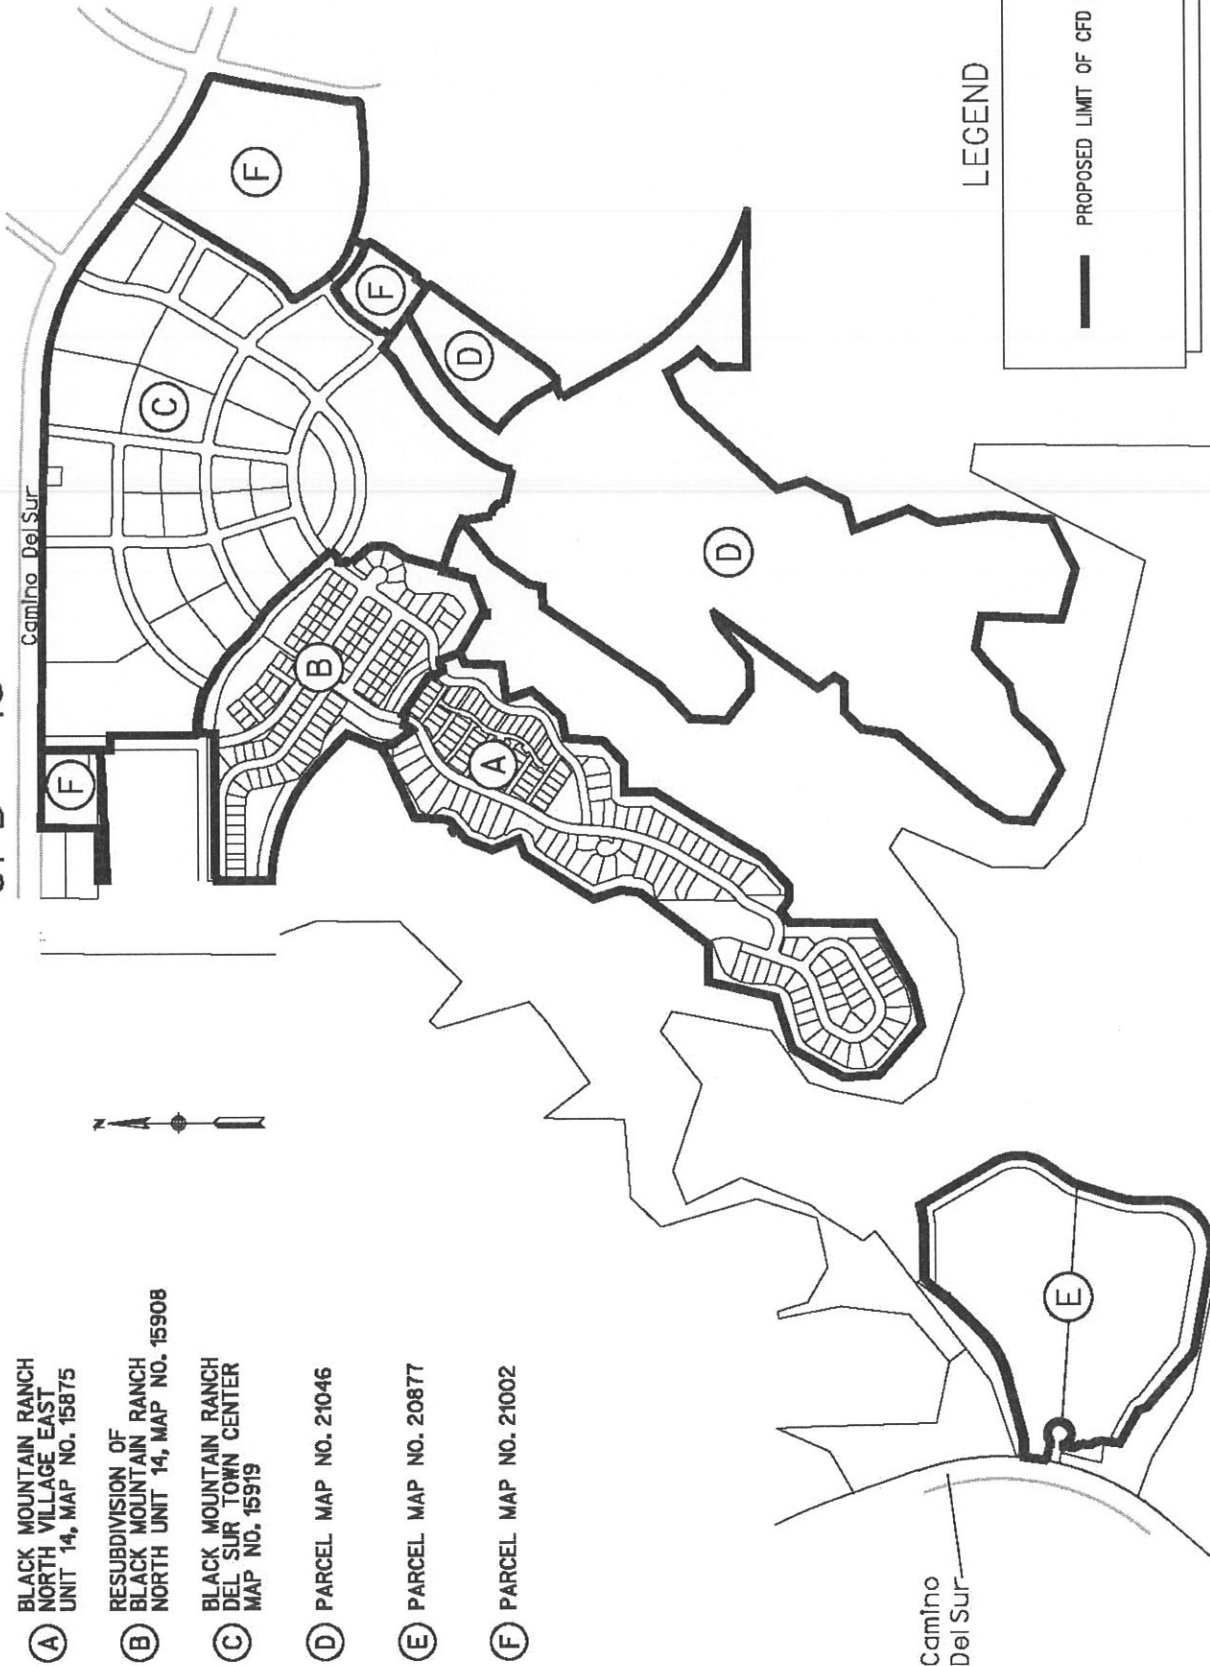 Ⓐ BLACK MOUNTAIN RANCH
NORTH VILLAGE EAST
UNIT 14, MAP NO. 15875
Ⓑ RESUBDIVISION OF
BLACK MOUNTAIN RANCH
NORTH UNIT 14, MAP NO. 15908
Ⓒ BLACK MOUNTAIN RANCH
DEL SUR TOWN CENTER
MAP NO. 15919
Ⓓ PARCEL MAP NO. 21046
Ⓔ PARCEL MAP NO. 20877
Ⓕ PARCEL MAP NO. 21002
N
Camino Del Sur
F
C
F
F
D
B
A
D
E
Camino
Del Sur
LEGEND
PROPOSED LIMIT OF CFD